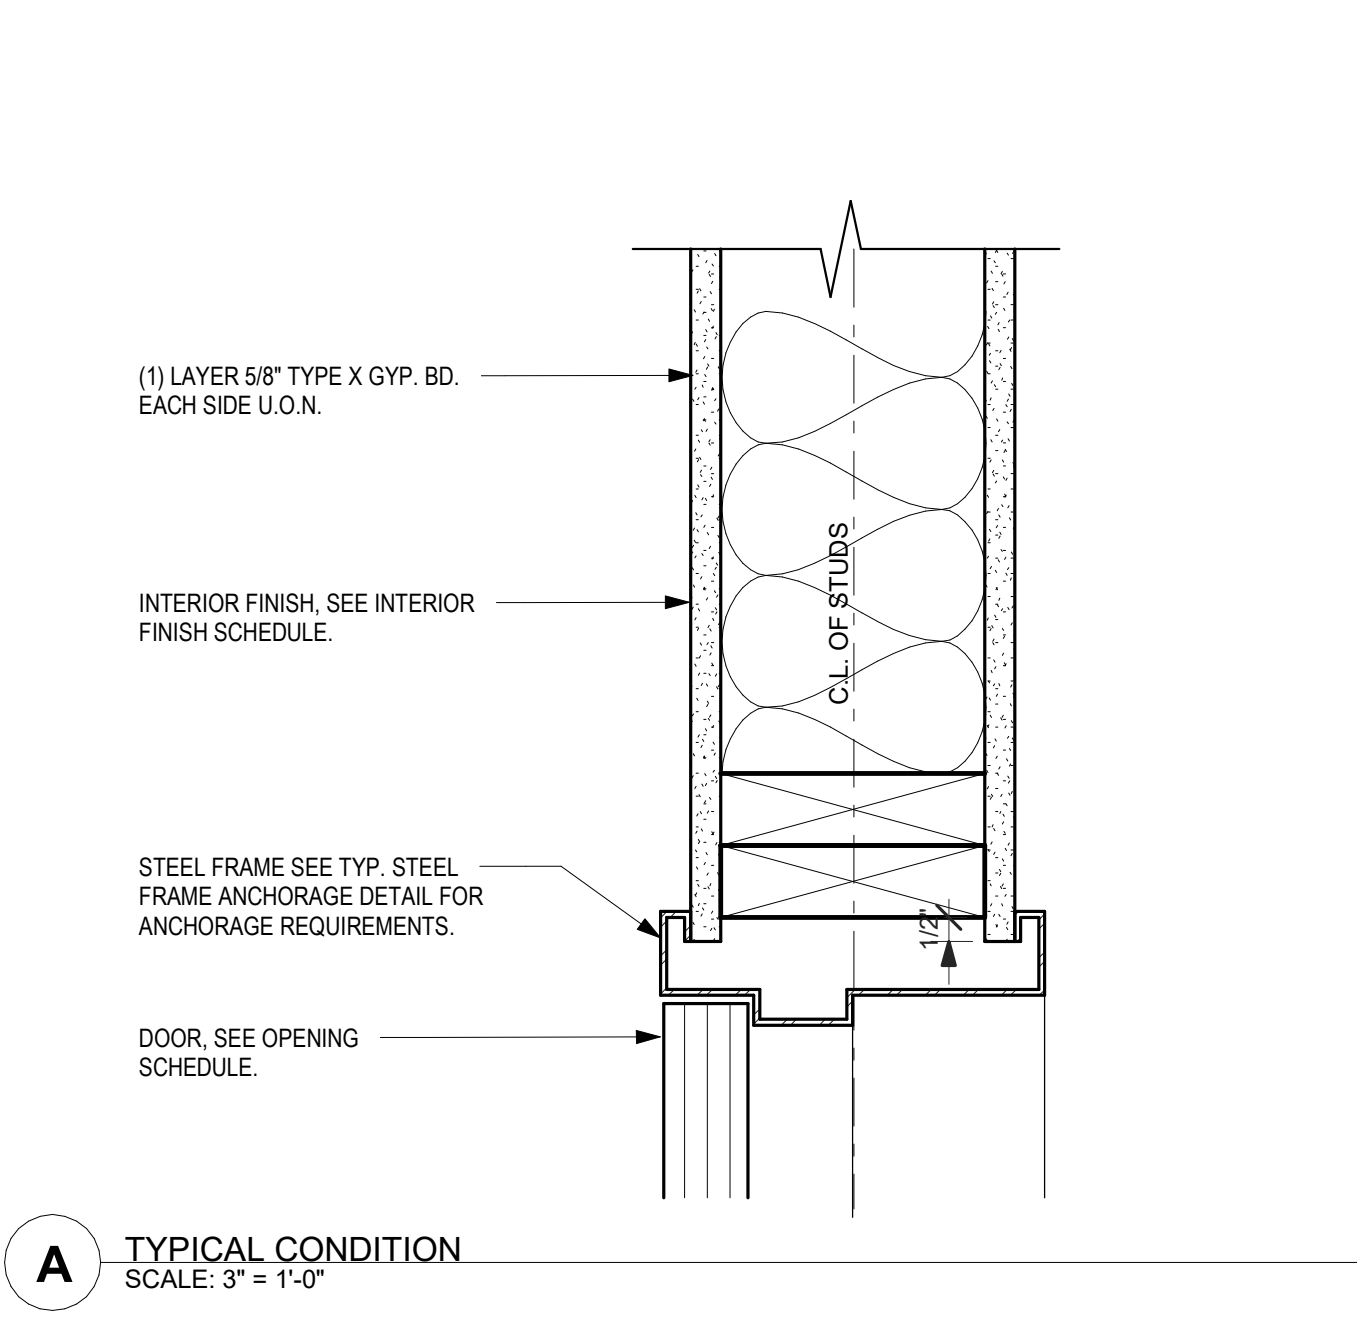 (1) LAYER 5/8" TYPE X GYP. BD.
EACH SIDE U.O.N.
C.L. OF STUDS
INTERIOR FINISH, SEE INTERIOR
FINISH SCHEDULE.
STEEL FRAME SEE TYP. STEEL
FRAME ANCHORAGE DETAIL FOR
ANCHORAGE REQUIREMENTS.
1/2"
DOOR, SEE OPENING
SCHEDULE.
A
TYPICAL CONDITION
SCALE: 3" = 1'-0"